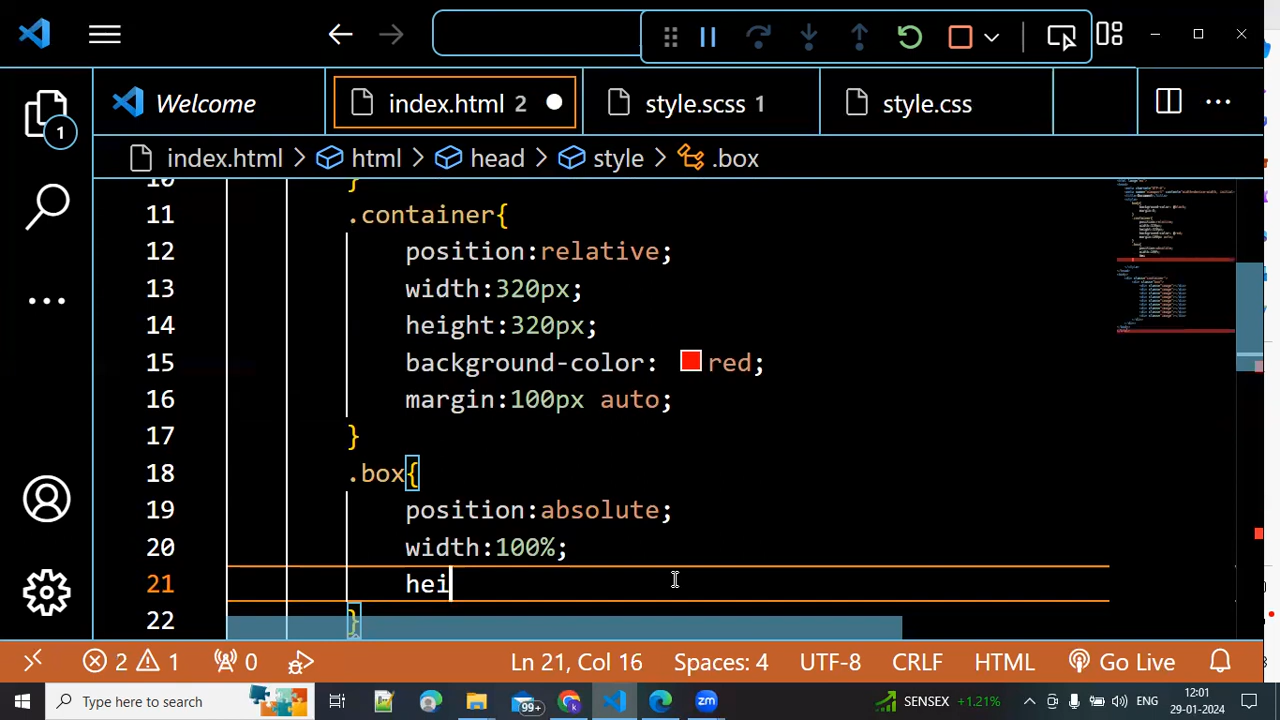 Welcome
index.html 2
style.scss 1
style.css
index.html > html > head > style > .box
10 }
11 .container{
12 position:relative;
13 width:320px;
14 height:320px;
15 background-color: red;
16 margin:100px auto;
17 }
18 .box{
19 position:absolute;
20 width:100%;
21 hei
22 }
1
2 1 0 Ln 21, Col 16 Spaces: 4 UTF-8 CRLF HTML Go Live
Type here to search 99+ SENSEX +1.21% ENG 12:01
29-01-2024